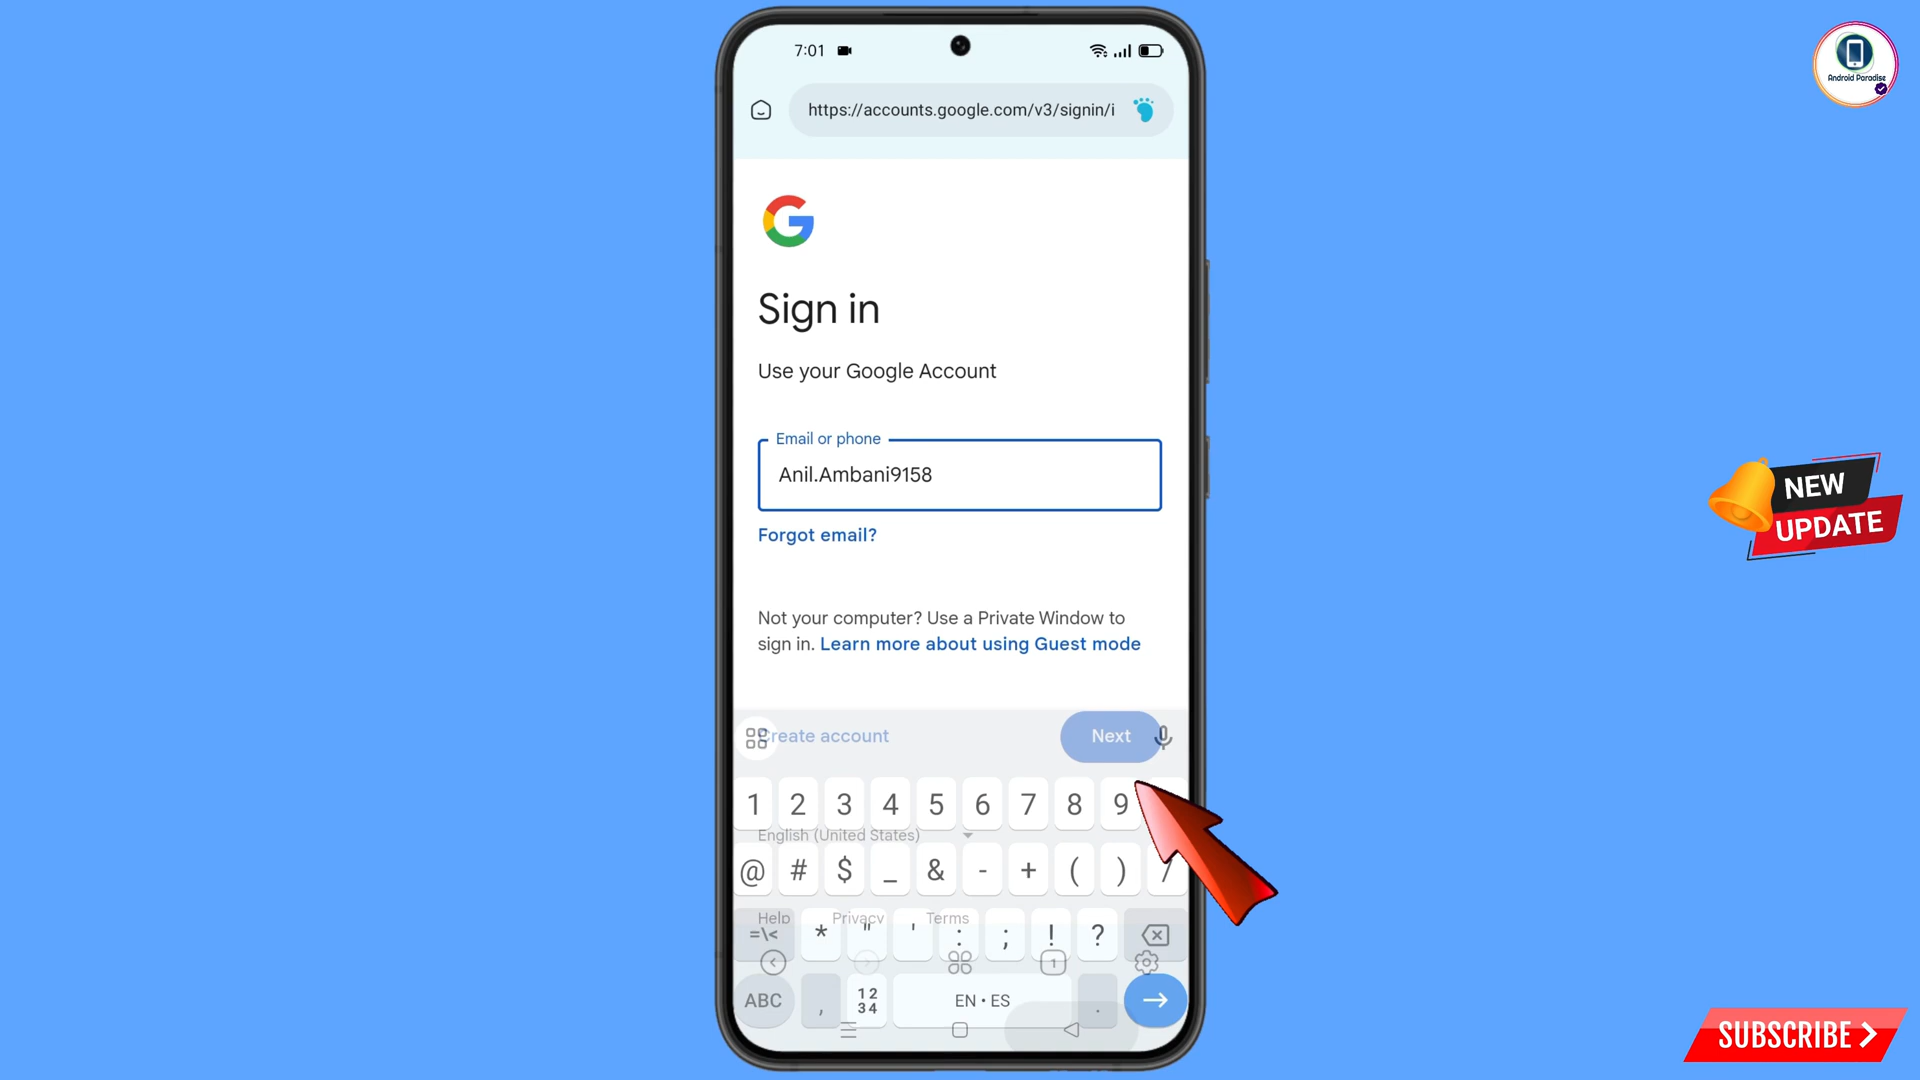 7:01
Android Paradise
https://accounts.google.com/v3/signin/i
Sign in
Use your Google Account
Email or phone
Anil.Ambani9158
Forgot email?
NEW
UPDATE
Not your computer? Use a Private Window to
sign in. Learn more about using Guest mode
Create account
Next
1 2 3 4 5 6 7 8 9
English (United States)
@ # $ _ & - + ( ) /
Help Privacy Terms
=\< * " ' : ; ! ?
1
ABC , 12 34 EN • ES .
SUBSCRIBE